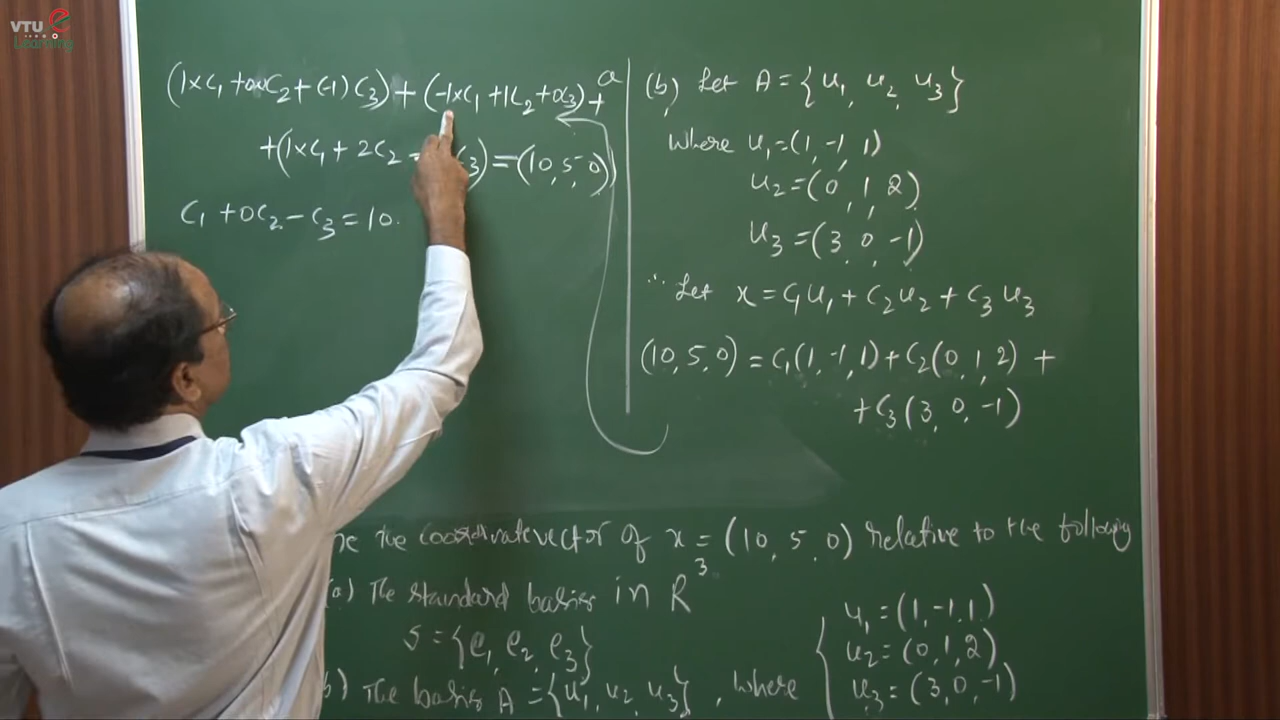 VTU e
Learning
(1×C₁ + 0×C₂ + (-1) C₃) + (-1×C₁ + 1C₂ + 0C₃) +
+ (1×C₁ + 2C₂ C₃) = (10, 5, 0)
C₁ + 0C₂ - C₃ = 10.
(b) Let A = {u₁, u₂, u₃}
Where u₁ = (1, -1, 1)
u₂ = (0, 1, 2)
u₃ = (3, 0, -1)
∴ Let x = C₁u₁ + C₂u₂ + C₃u₃
(10, 5, 0) = C₁(1, -1, 1) + C₂(0, 1, 2) +
+ C₃(3, 0, -1)
the coordinate vector of x = (10, 5, 0) relative to the following
(a) The standard basis in R³
S = {e₁, e₂, e₃}
b) The basis A = {u₁, u₂, u₃}, where
u₁ = (1, -1, 1)
u₂ = (0, 1, 2)
u₃ = (3, 0, -1)